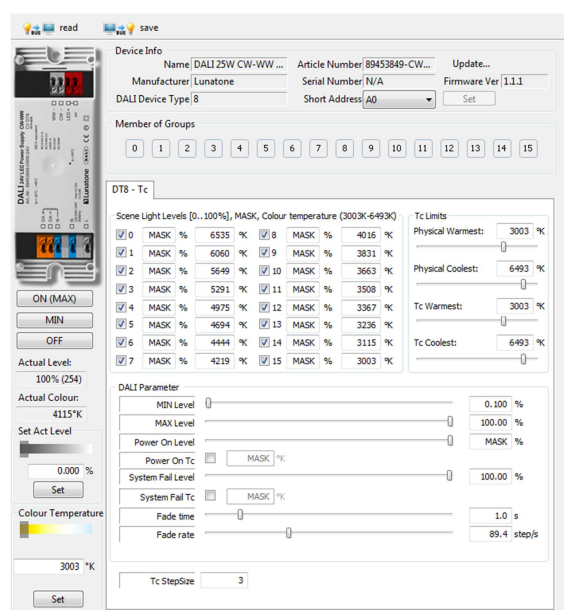 read save
Device Info
Name DALI 25W CW-WW ... Article Number 89453849-CW... Update...
Manufacturer Lunatone Serial Number N/A Firmware Ver 1.1.1
DALI Device Type 8 Short Address A0 Set
Member of Groups
0 1 2 3 4 5 6 7 8 9 10 11 12 13 14 15
DT8 - Tc
Scene Light Levels [0..100%], MASK, Colour temperature (3003K-6493K) Tc Limits
0 MASK % 6535 °K 8 MASK % 4016 °K Physical Warmest: 3003 °K
1 MASK % 6060 °K 9 MASK % 3831 °K
2 MASK % 5649 °K 10 MASK % 3663 °K Physical Coolest: 6493 °K
3 MASK % 5291 °K 11 MASK % 3508 °K
4 MASK % 4975 °K 12 MASK % 3367 °K Tc Warmest: 3003 °K
5 MASK % 4694 °K 13 MASK % 3236 °K
6 MASK % 4444 °K 14 MASK % 3115 °K Tc Coolest: 6493 °K
7 MASK % 4219 °K 15 MASK % 3003 °K
DALI Parameter
MIN Level 0.100 %
MAX Level 100.00 %
Power On Level MASK %
Power On Tc MASK °K
System Fail Level 100.00 %
System Fail Tc MASK °K
Fade time 1.0 s
Fade rate 89.4 step/s
Tc StepSize 3
DALI 24V LED Power Supply CW-WW
Lunatone
ON (MAX)
MIN
OFF
Actual Level:
100% (254)
Actual Colour:
4115°K
Set Act Level
0.000 %
Set
Colour Temperature
3003 °K
Set